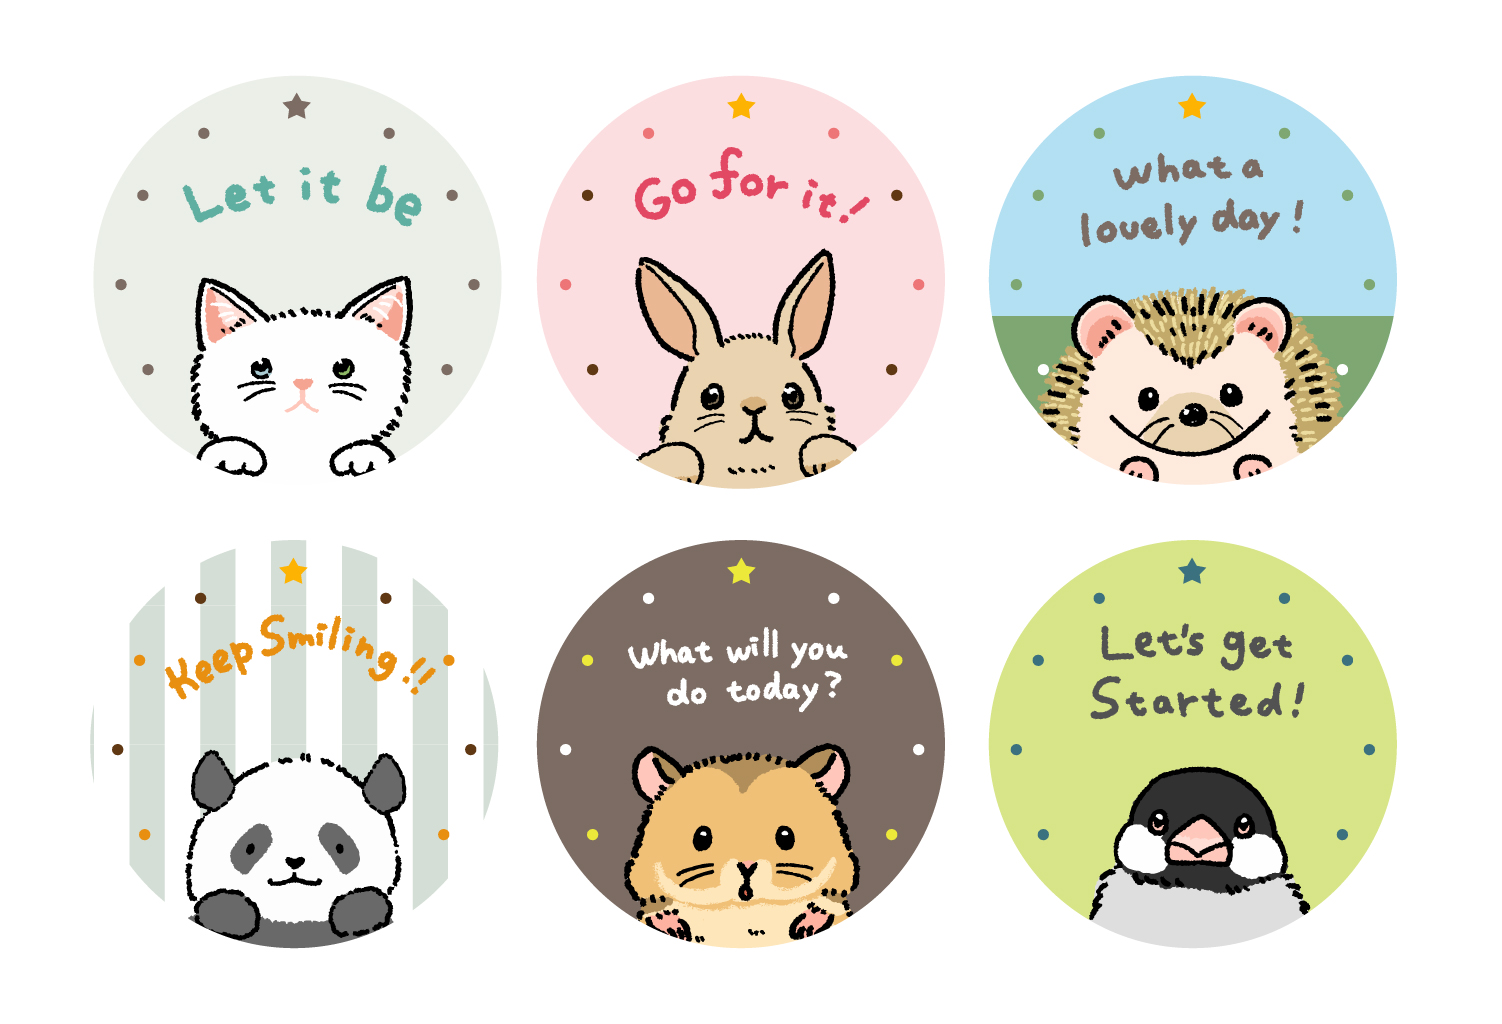 Let it be
Go for it!
What a
lovely day!
Keep Smiling!!
What will you
do today?
Let's get
Started!